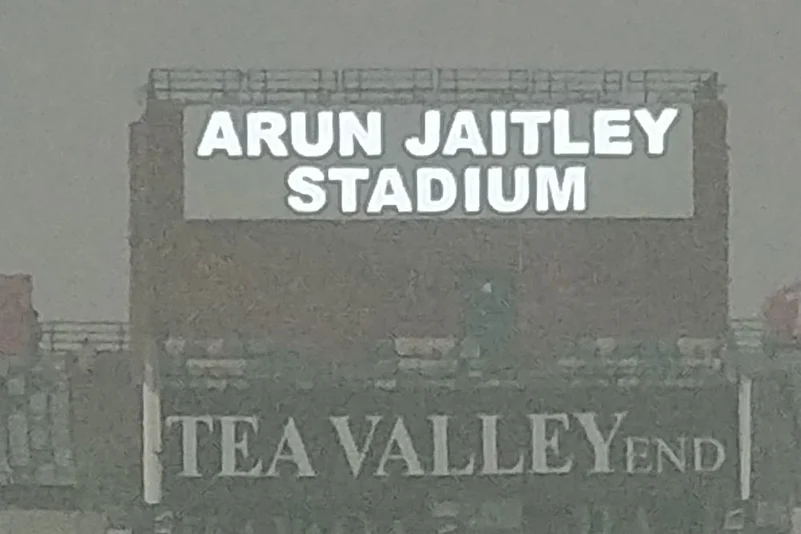 ARUN JAITLEY
STADIUM
TEA VALLEY END